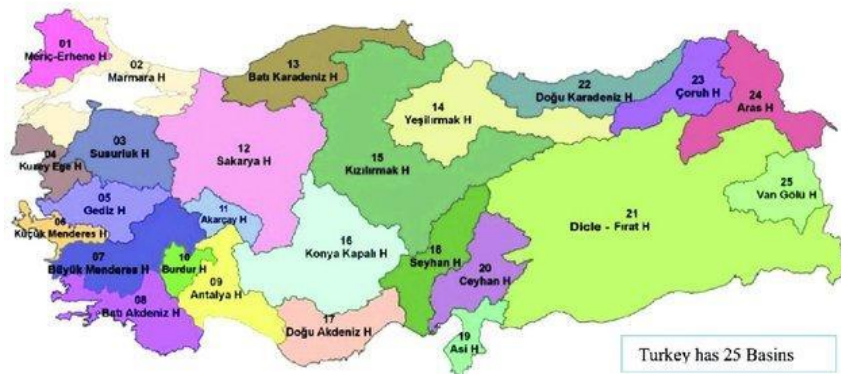 01
Meriç-Erhene H
02
Marmara H
03
Susurluk H
04
Kuzey Ege H
05
Gediz H
06
Küçük Menderes H
07
Büyük Menderes H
08
Batı Akdeniz H
09
Antalya H
10
Burdur H
11
Akarçay H
12
Sakarya H
13
Batı Karadeniz H
14
Yeşilırmak H
15
Kızılırmak H
16
Konya Kapalı H
17
Doğu Akdeniz H
18
Seyhan H
19
Asi H
20
Ceyhan H
21
Dicle - Fırat H
22
Doğu Karadeniz H
23
Çoruh H
24
Aras H
25
Van Gölü H
Turkey has 25 Basins